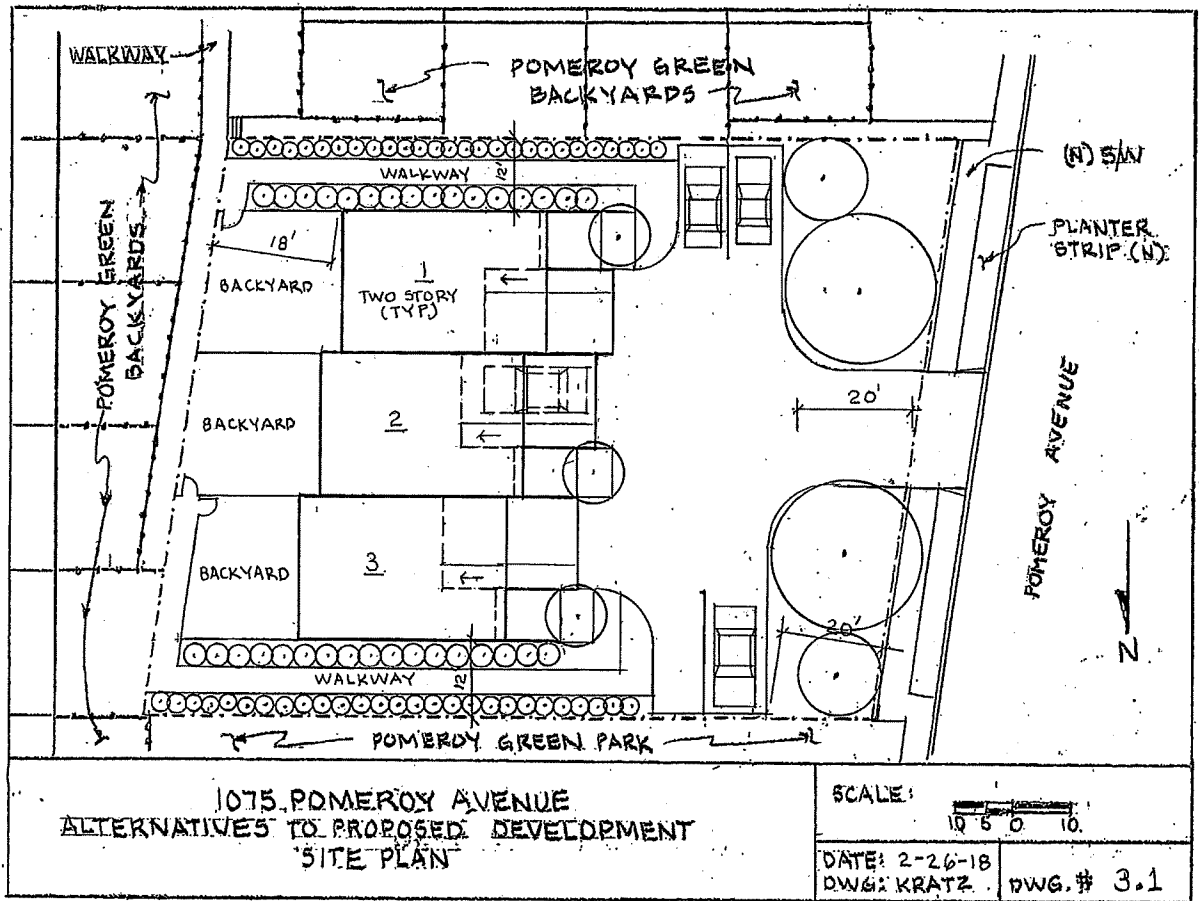 WALKWAY
POMEROY GREEN
BACKYARDS
(N) S/W
WALKWAY
12'
PLANTER
STRIP (N)
POMEROY GREEN
BACKYARDS
18'
BACKYARD
1
TWO STORY
(TYP)
20'
BACKYARD
2
POMEROY AVENUE
BACKYARD
3
20'
N
WALKWAY
12'
POMEROY GREEN PARK
1075 POMEROY AVENUE
ALTERNATIVES TO PROPOSED DEVELOPMENT
SITE PLAN
SCALE:
10 5 0 10
DATE: 2-26-18
DWG: KRATZ
DWG. # 3.1